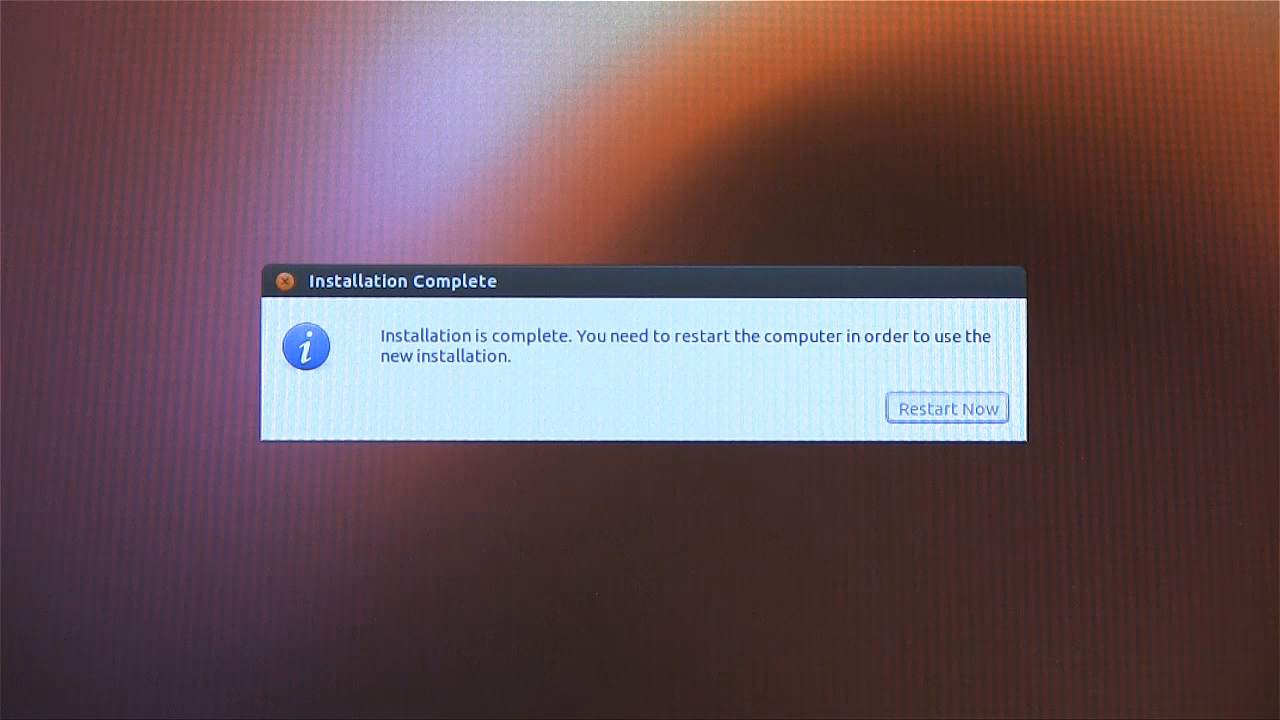 Installation Complete
Installation is complete. You need to restart the computer in order to use the
new installation.
Restart Now